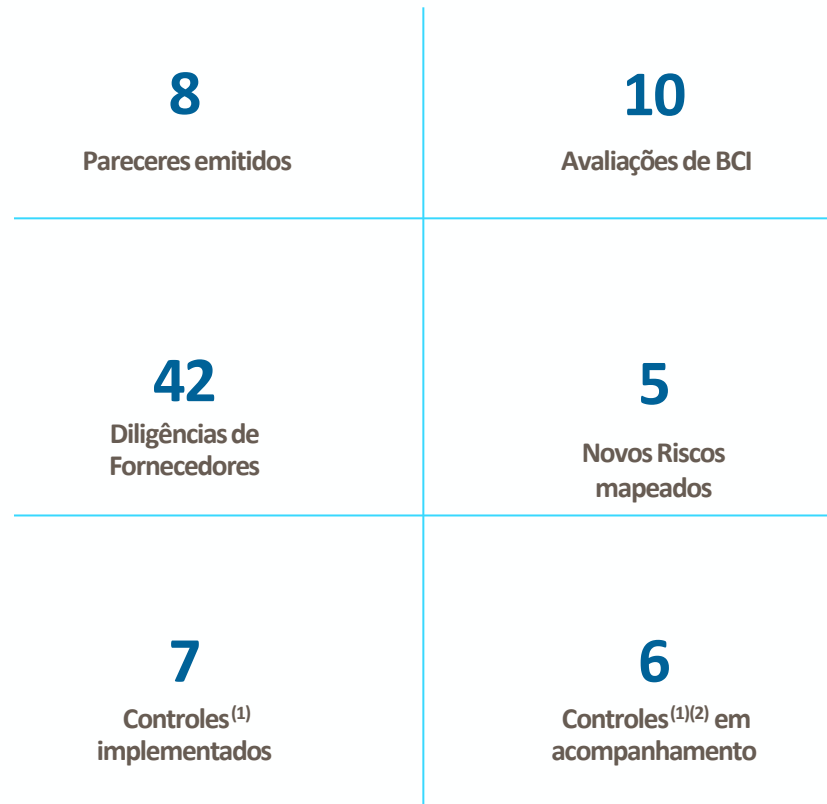 8
Pareceres emitidos
10
Avaliações de BCI
42
Diligências de
Fornecedores
5
Novos Riscos
mapeados
7
Controles (1)
implementados
6
Controles (1)(2) em
acompanhamento